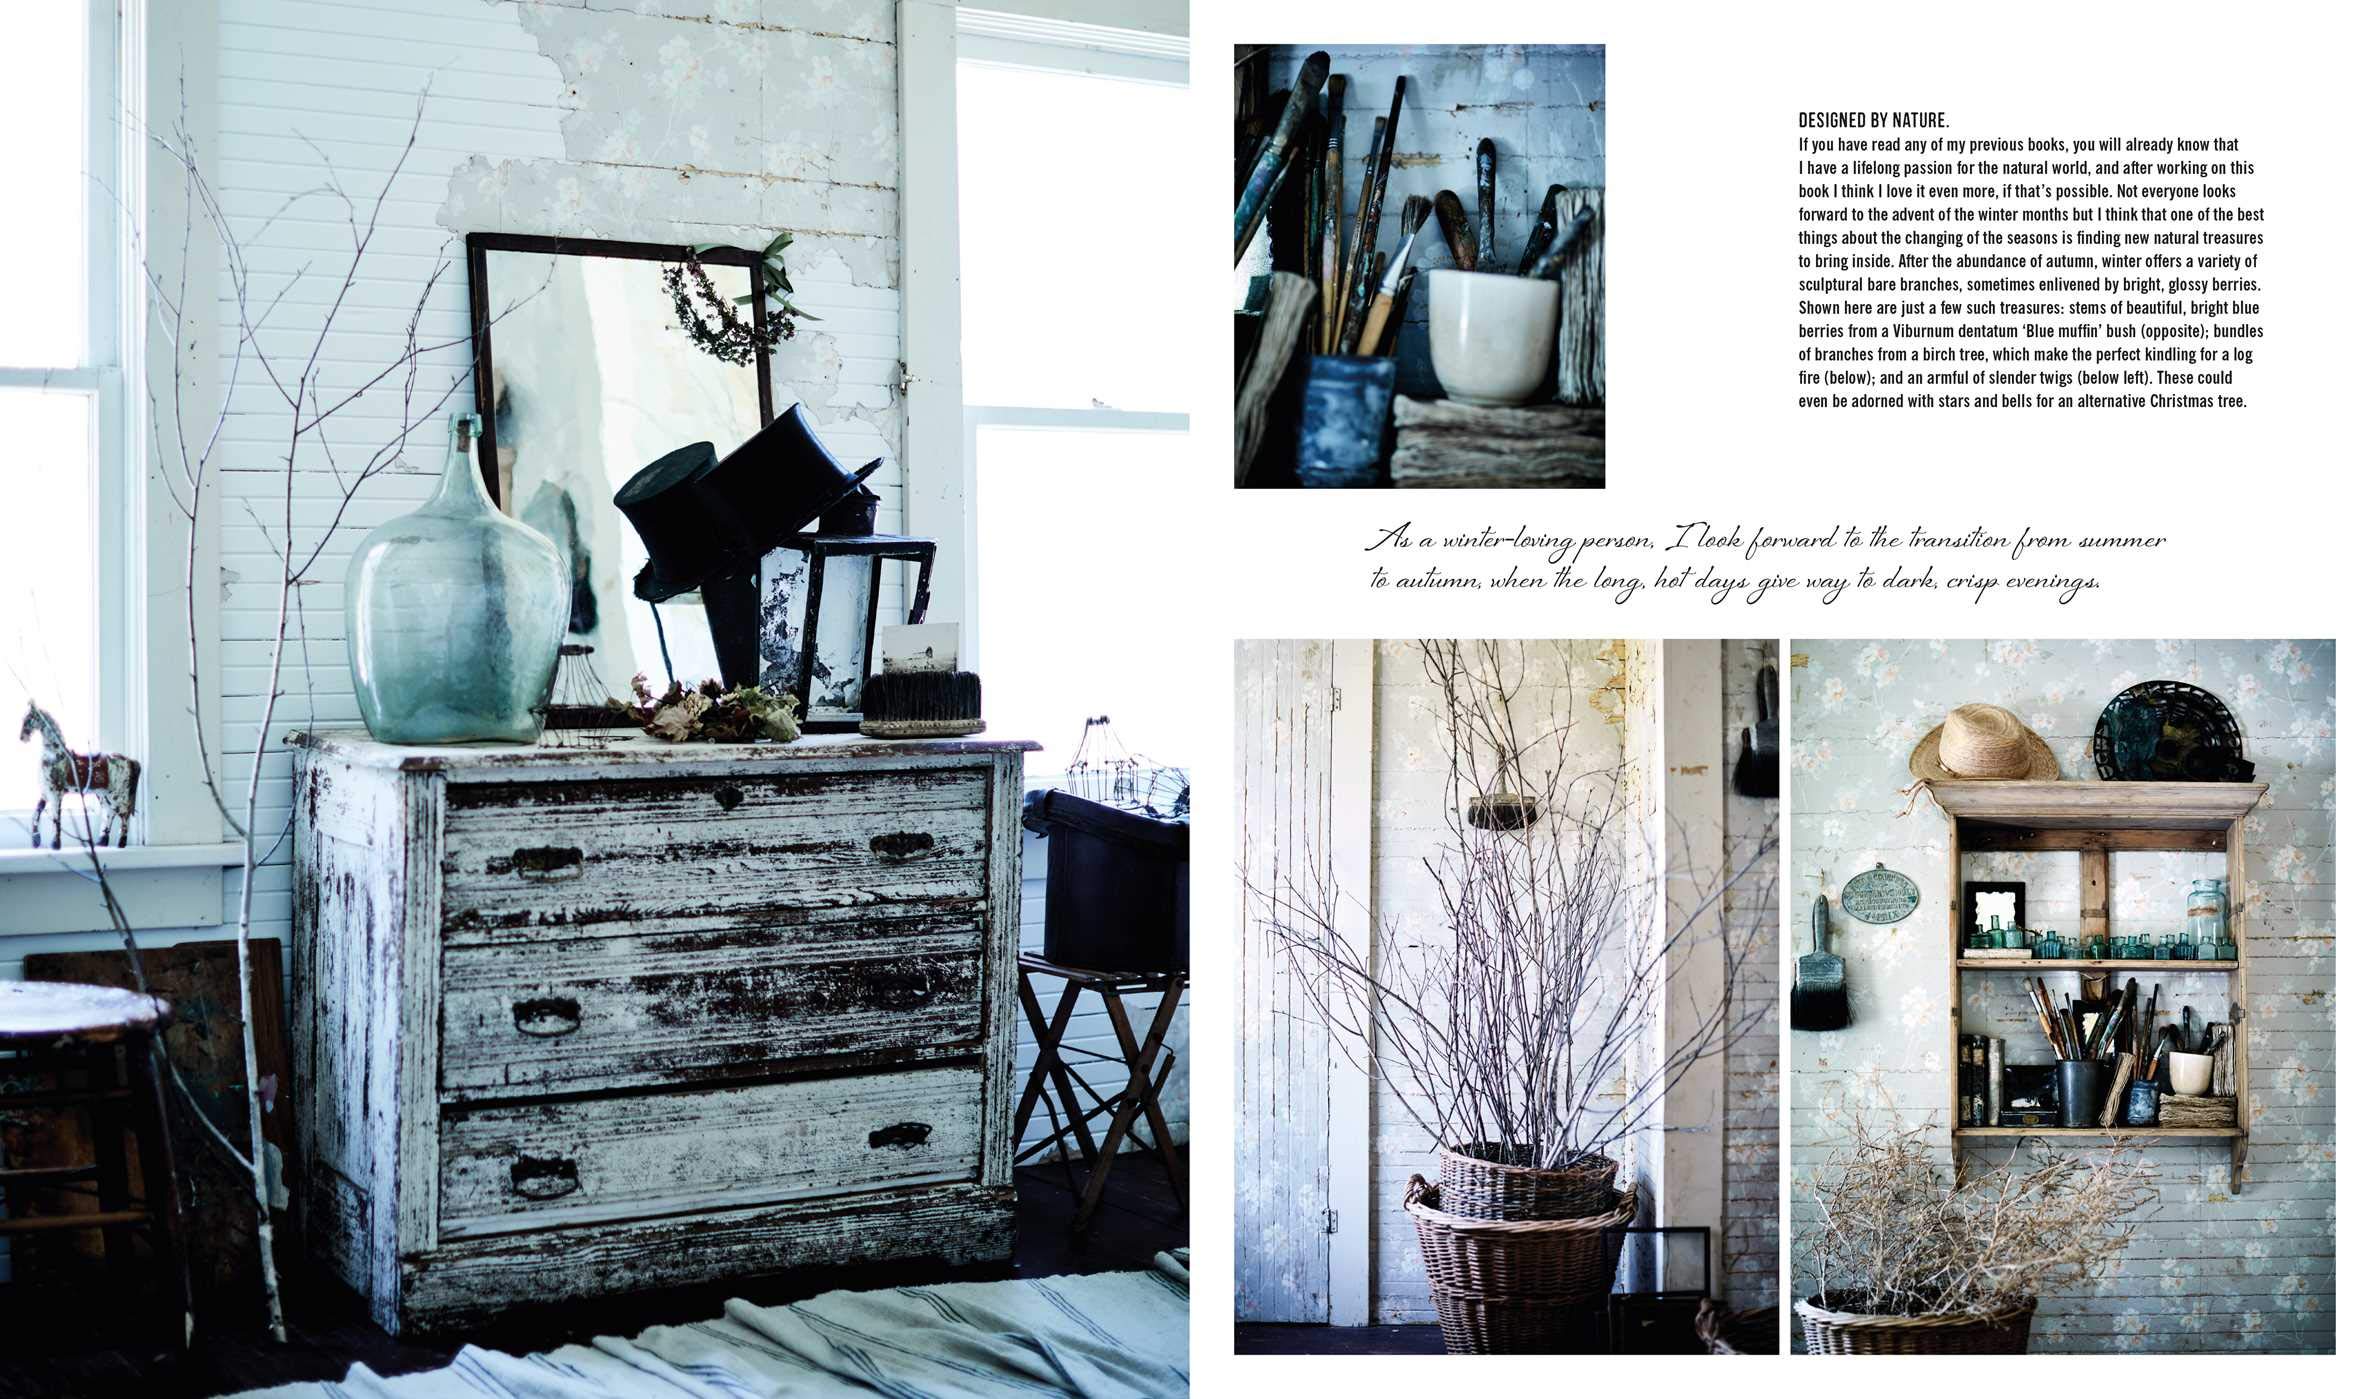 DESIGNED BY NATURE.
If you have read any of my previous books, you will already know that
I have a lifelong passion for the natural world, and after working on this
book I think I love it even more, if that’s possible. Not everyone looks
forward to the advent of the winter months but I think that one of the best
things about the changing of the seasons is finding new natural treasures
to bring inside. After the abundance of autumn, winter offers a variety of
sculptural bare branches, sometimes enlivened by bright, glossy berries.
Shown here are just a few such treasures: stems of beautiful, bright blue
berries from a Viburnum dentatum ‘Blue muffin’ bush (opposite); bundles
of branches from a birch tree, which make the perfect kindling for a log
fire (below); and an armful of slender twigs (below left). These could
even be adorned with stars and bells for an alternative Christmas tree.
As a winter-loving person, I look forward to the transition from summer
to autumn, when the long, hot days give way to dark, crisp evenings.